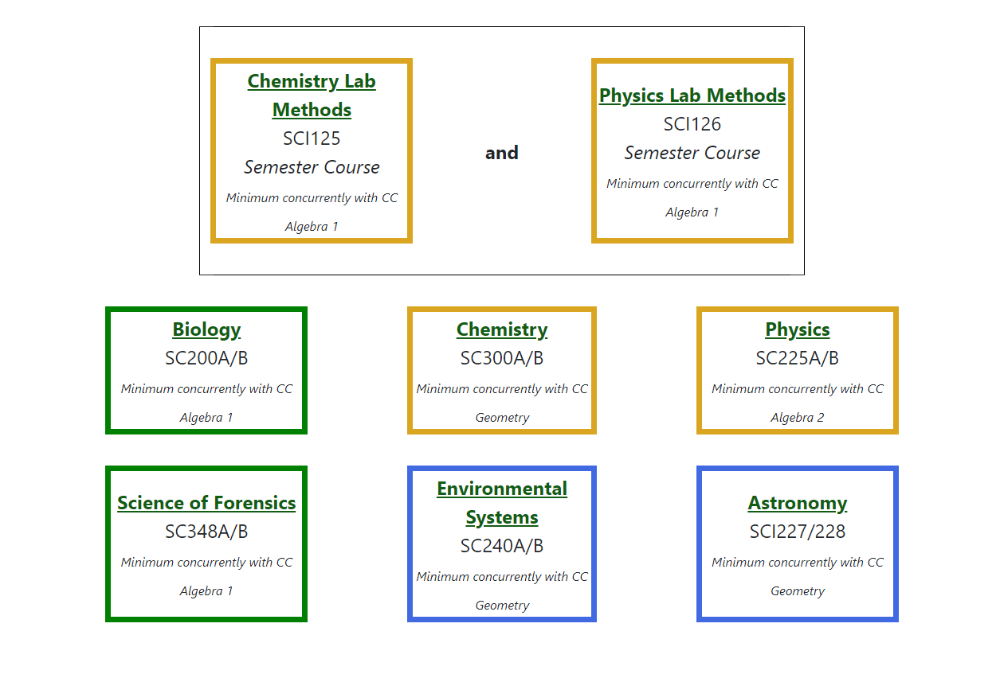 Chemistry Lab
Methods
SCI125
Semester Course
Minimum concurrently with CC
Algebra 1
and
Physics Lab Methods
SCI126
Semester Course
Minimum concurrently with CC
Algebra 1
Biology
SC200A/B
Minimum concurrently with CC
Algebra 1
Chemistry
SC300A/B
Minimum concurrently with CC
Geometry
Physics
SC225A/B
Minimum concurrently with CC
Algebra 2
Science of Forensics
SC348A/B
Minimum concurrently with CC
Algebra 1
Environmental
Systems
SC240A/B
Minimum concurrently with CC
Geometry
Astronomy
SCI227/228
Minimum concurrently with CC
Geometry